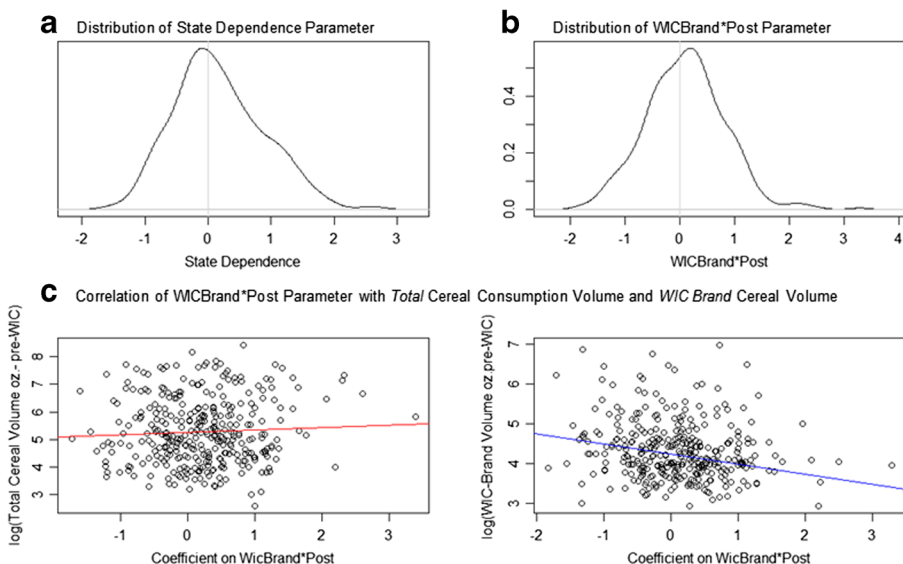 a Distribution of State Dependence Parameter
-2 -1 0 1 2 3
State Dependence
b Distribution of WICBrand*Post Parameter
0.4
0.2
0.0
-2 -1 0 1 2 3 4
WICBrand*Post
c Correlation of WICBrand*Post Parameter with Total Cereal Consumption Volume and WIC Brand Cereal Volume
log(Total Cereal Volume oz.- pre-WIC)
8
7
6
5
4
3
-1 0 1 2 3
Coefficient on WicBrand*Post
log(WIC-Brand Volume oz.pre-WIC)
7
6
5
4
3
-2 -1 0 1 2 3
Coefficient on WicBrand*Post